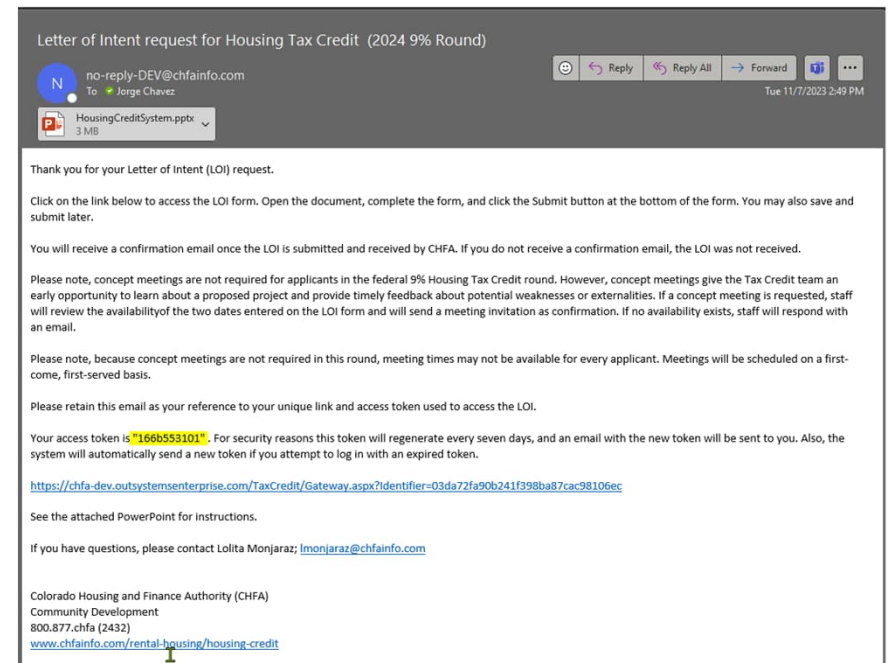 Letter of Intent request for Housing Tax Credit (2024 9% Round)
N
no-reply-DEV@chfainfo.com
To Jorge Chavez
Reply
Reply All
Forward
Tue 11/7/2023 2:49 PM
HousingCreditSystem.pptx
3 MB
Thank you for your Letter of Intent (LOI) request.
Click on the link below to access the LOI form. Open the document, complete the form, and click the Submit button at the bottom of the form. You may also save and
submit later.
You will receive a confirmation email once the LOI is submitted and received by CHFA. If you do not receive a confirmation email, the LOI was not received.
Please note, concept meetings are not required for applicants in the federal 9% Housing Tax Credit round. However, concept meetings give the Tax Credit team an
early opportunity to learn about a proposed project and provide timely feedback about potential weaknesses or externalities. If a concept meeting is requested, staff
will review the availabilityof the two dates entered on the LOI form and will send a meeting invitation as confirmation. If no availability exists, staff will respond with
an email.
Please note, because concept meetings are not required in this round, meeting times may not be available for every applicant. Meetings will be scheduled on a first-
come, first-served basis.
Please retain this email as your reference to your unique link and access token used to access the LOI.
Your access token is "166b553101" . For security reasons this token will regenerate every seven days, and an email with the new token will be sent to you. Also, the
system will automatically send a new token if you attempt to log in with an expired token.
https://chfa-dev.outsystemsenterprise.com/TaxCredit/Gateway.aspx?Identifier=03da72fa90b241f398ba87cac98106ec
See the attached PowerPoint for instructions.
If you have questions, please contact Lolita Monjaraz; lmonjaraz@chfainfo.com
Colorado Housing and Finance Authority (CHFA)
Community Development
800.877.chfa (2432)
www.chfainfo.com/rental-housing/housing-credit